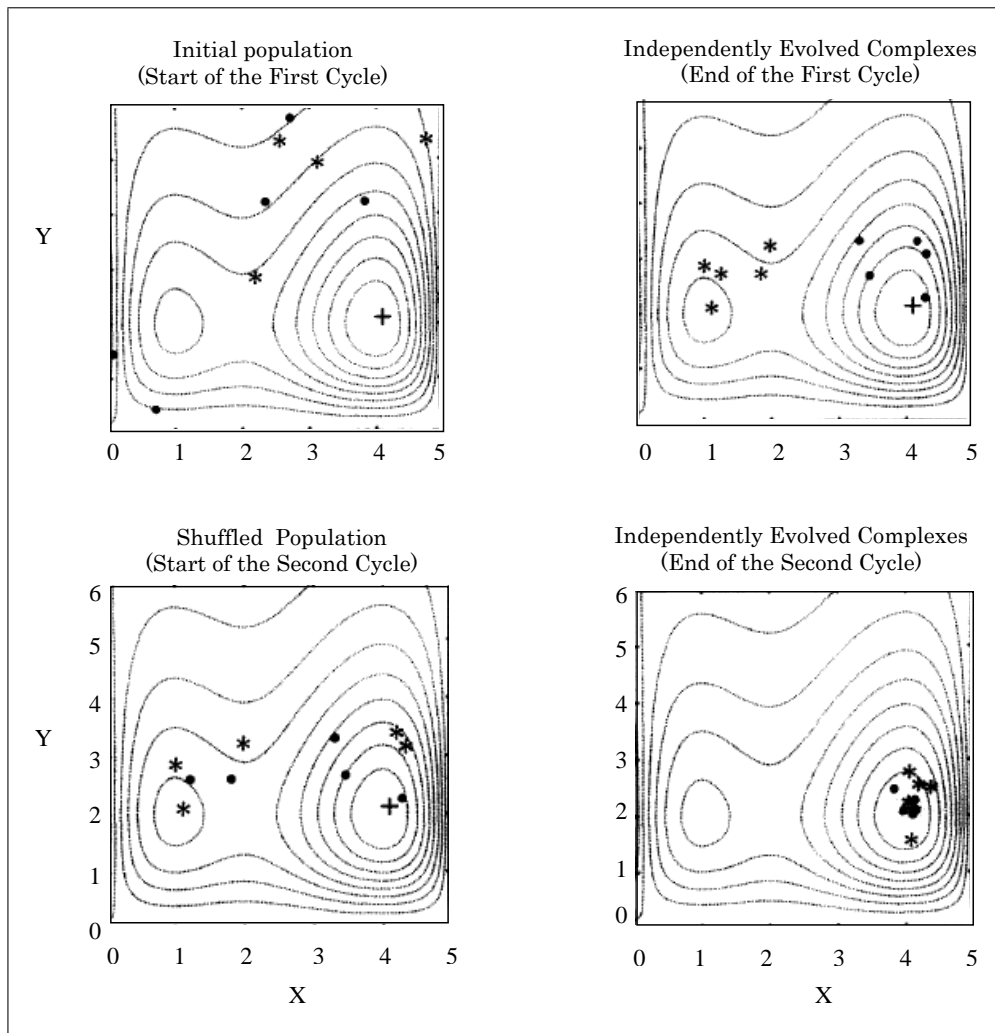 Initial population
(Start of the First Cycle)
Independently Evolved Complexes
(End of the First Cycle)
Y
0 1 2 3 4 5
0 1 2 3 4 5
Shuffled Population
(Start of the Second Cycle)
Independently Evolved Complexes
(End of the Second Cycle)
6
5
4
3
2
1
0
Y
0 1 2 3 4 5
X
6
5
4
3
2
1
0
0 1 2 3 4 5
X